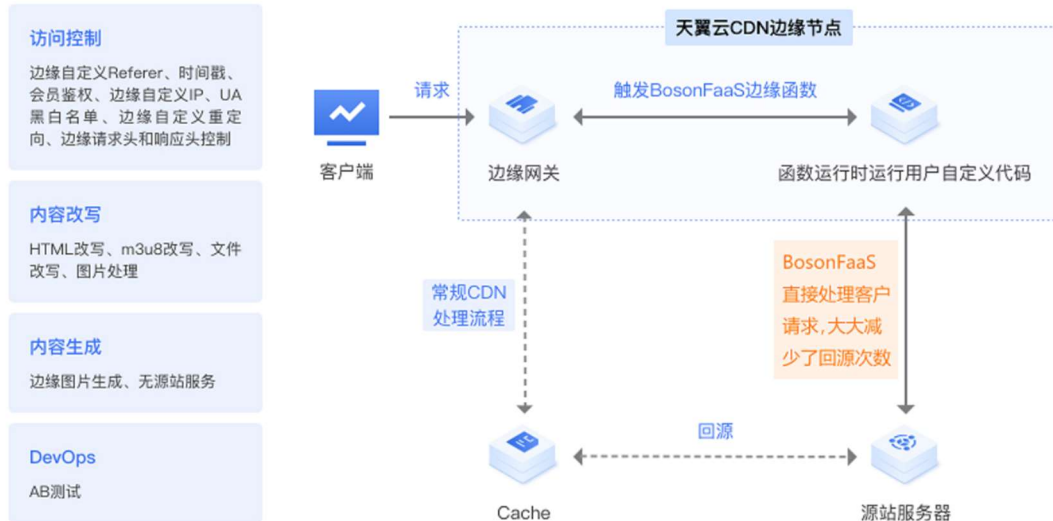 访问控制
边缘自定义Referer、时间戳、
会员鉴权、边缘自定义IP、UA
黑白名单、边缘自定义重定
向、边缘请求头和响应头控制
内容改写
HTML改写、m3u8改写、文件
改写、图片处理
内容生成
边缘图片生成、无源站服务
DevOps
AB测试
天翼云CDN边缘节点
请求
触发BosonFaaS边缘函数
客户端
边缘网关
函数运行时运行用户自定义代码
常规CDN
处理流程
BosonFaaS
直接处理客户
请求,大大减
少了回源次数
回源
Cache
源站服务器